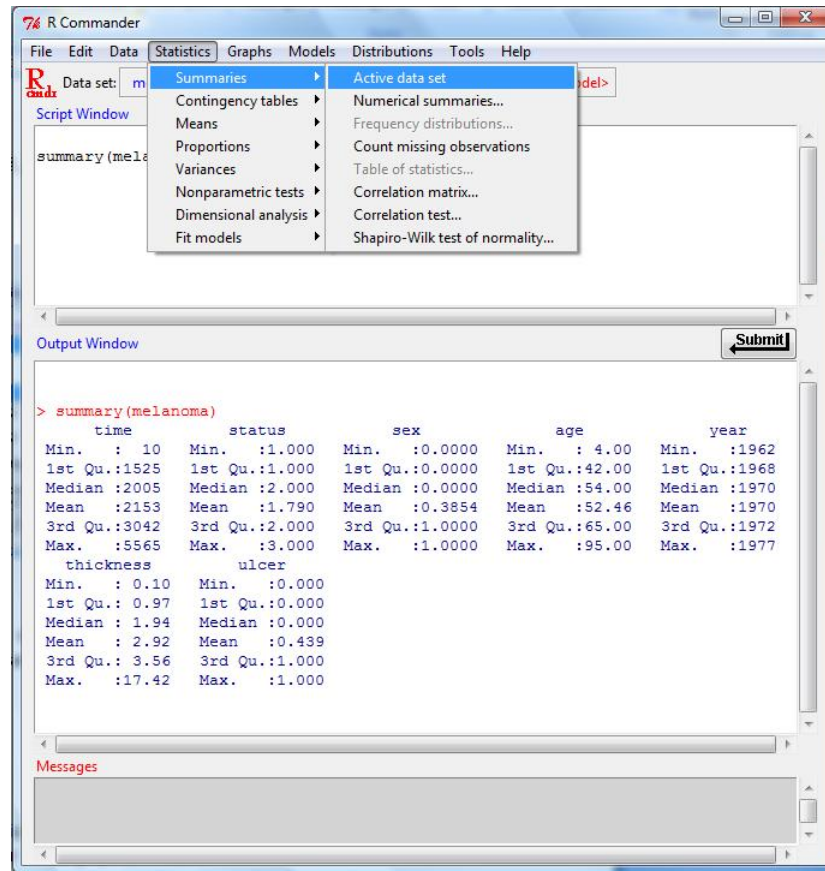 R Commander
File Edit Data Statistics Graphs Models Distributions Tools Help
Rcmdr Data set: m
Summaries
Contingency tables
Means
Proportions
Variances
Nonparametric tests
Dimensional analysis
Fit models
Active data set
Numerical summaries...
Frequency distributions...
Count missing observations
Table of statistics...
Correlation matrix...
Correlation test...
Shapiro-Wilk test of normality...
Script Window
summary(mela
Output Window
Submit
> summary(melanoma)
time status sex age year
Min. : 10 Min. :1.000 Min. :0.0000 Min. : 4.00 Min. :1962
1st Qu.:1525 1st Qu.:1.000 1st Qu.:0.0000 1st Qu.:42.00 1st Qu.:1968
Median :2005 Median :2.000 Median :0.0000 Median :54.00 Median :1970
Mean :2153 Mean :1.790 Mean :0.3854 Mean :52.46 Mean :1970
3rd Qu.:3042 3rd Qu.:2.000 3rd Qu.:1.0000 3rd Qu.:65.00 3rd Qu.:1972
Max. :5565 Max. :3.000 Max. :1.0000 Max. :95.00 Max. :1977
thickness ulcer
Min. : 0.10 Min. :0.000
1st Qu.: 0.97 1st Qu.:0.000
Median : 1.94 Median :0.000
Mean : 2.92 Mean :0.439
3rd Qu.: 3.56 3rd Qu.:1.000
Max. :17.42 Max. :1.000
Messages